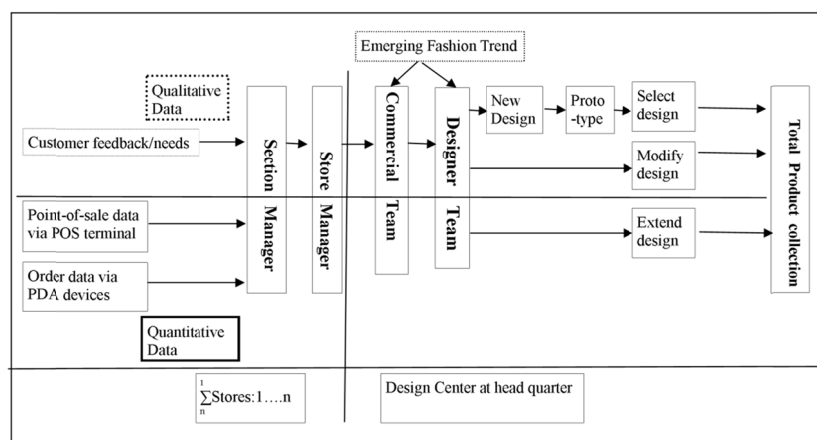 Emerging Fashion Trend
Qualitative
Data
Customer feedback/needs
Point-of-sale data
via POS terminal
Order data via
PDA devices
Quantitative
Data
Section Manager
Store Manager
Commercial Team
Designer Team
New
Design
Proto
-type
Select
design
Modify
design
Extend
design
Total Product collection
1
∑Stores:1….n
n
Design Center at head quarter